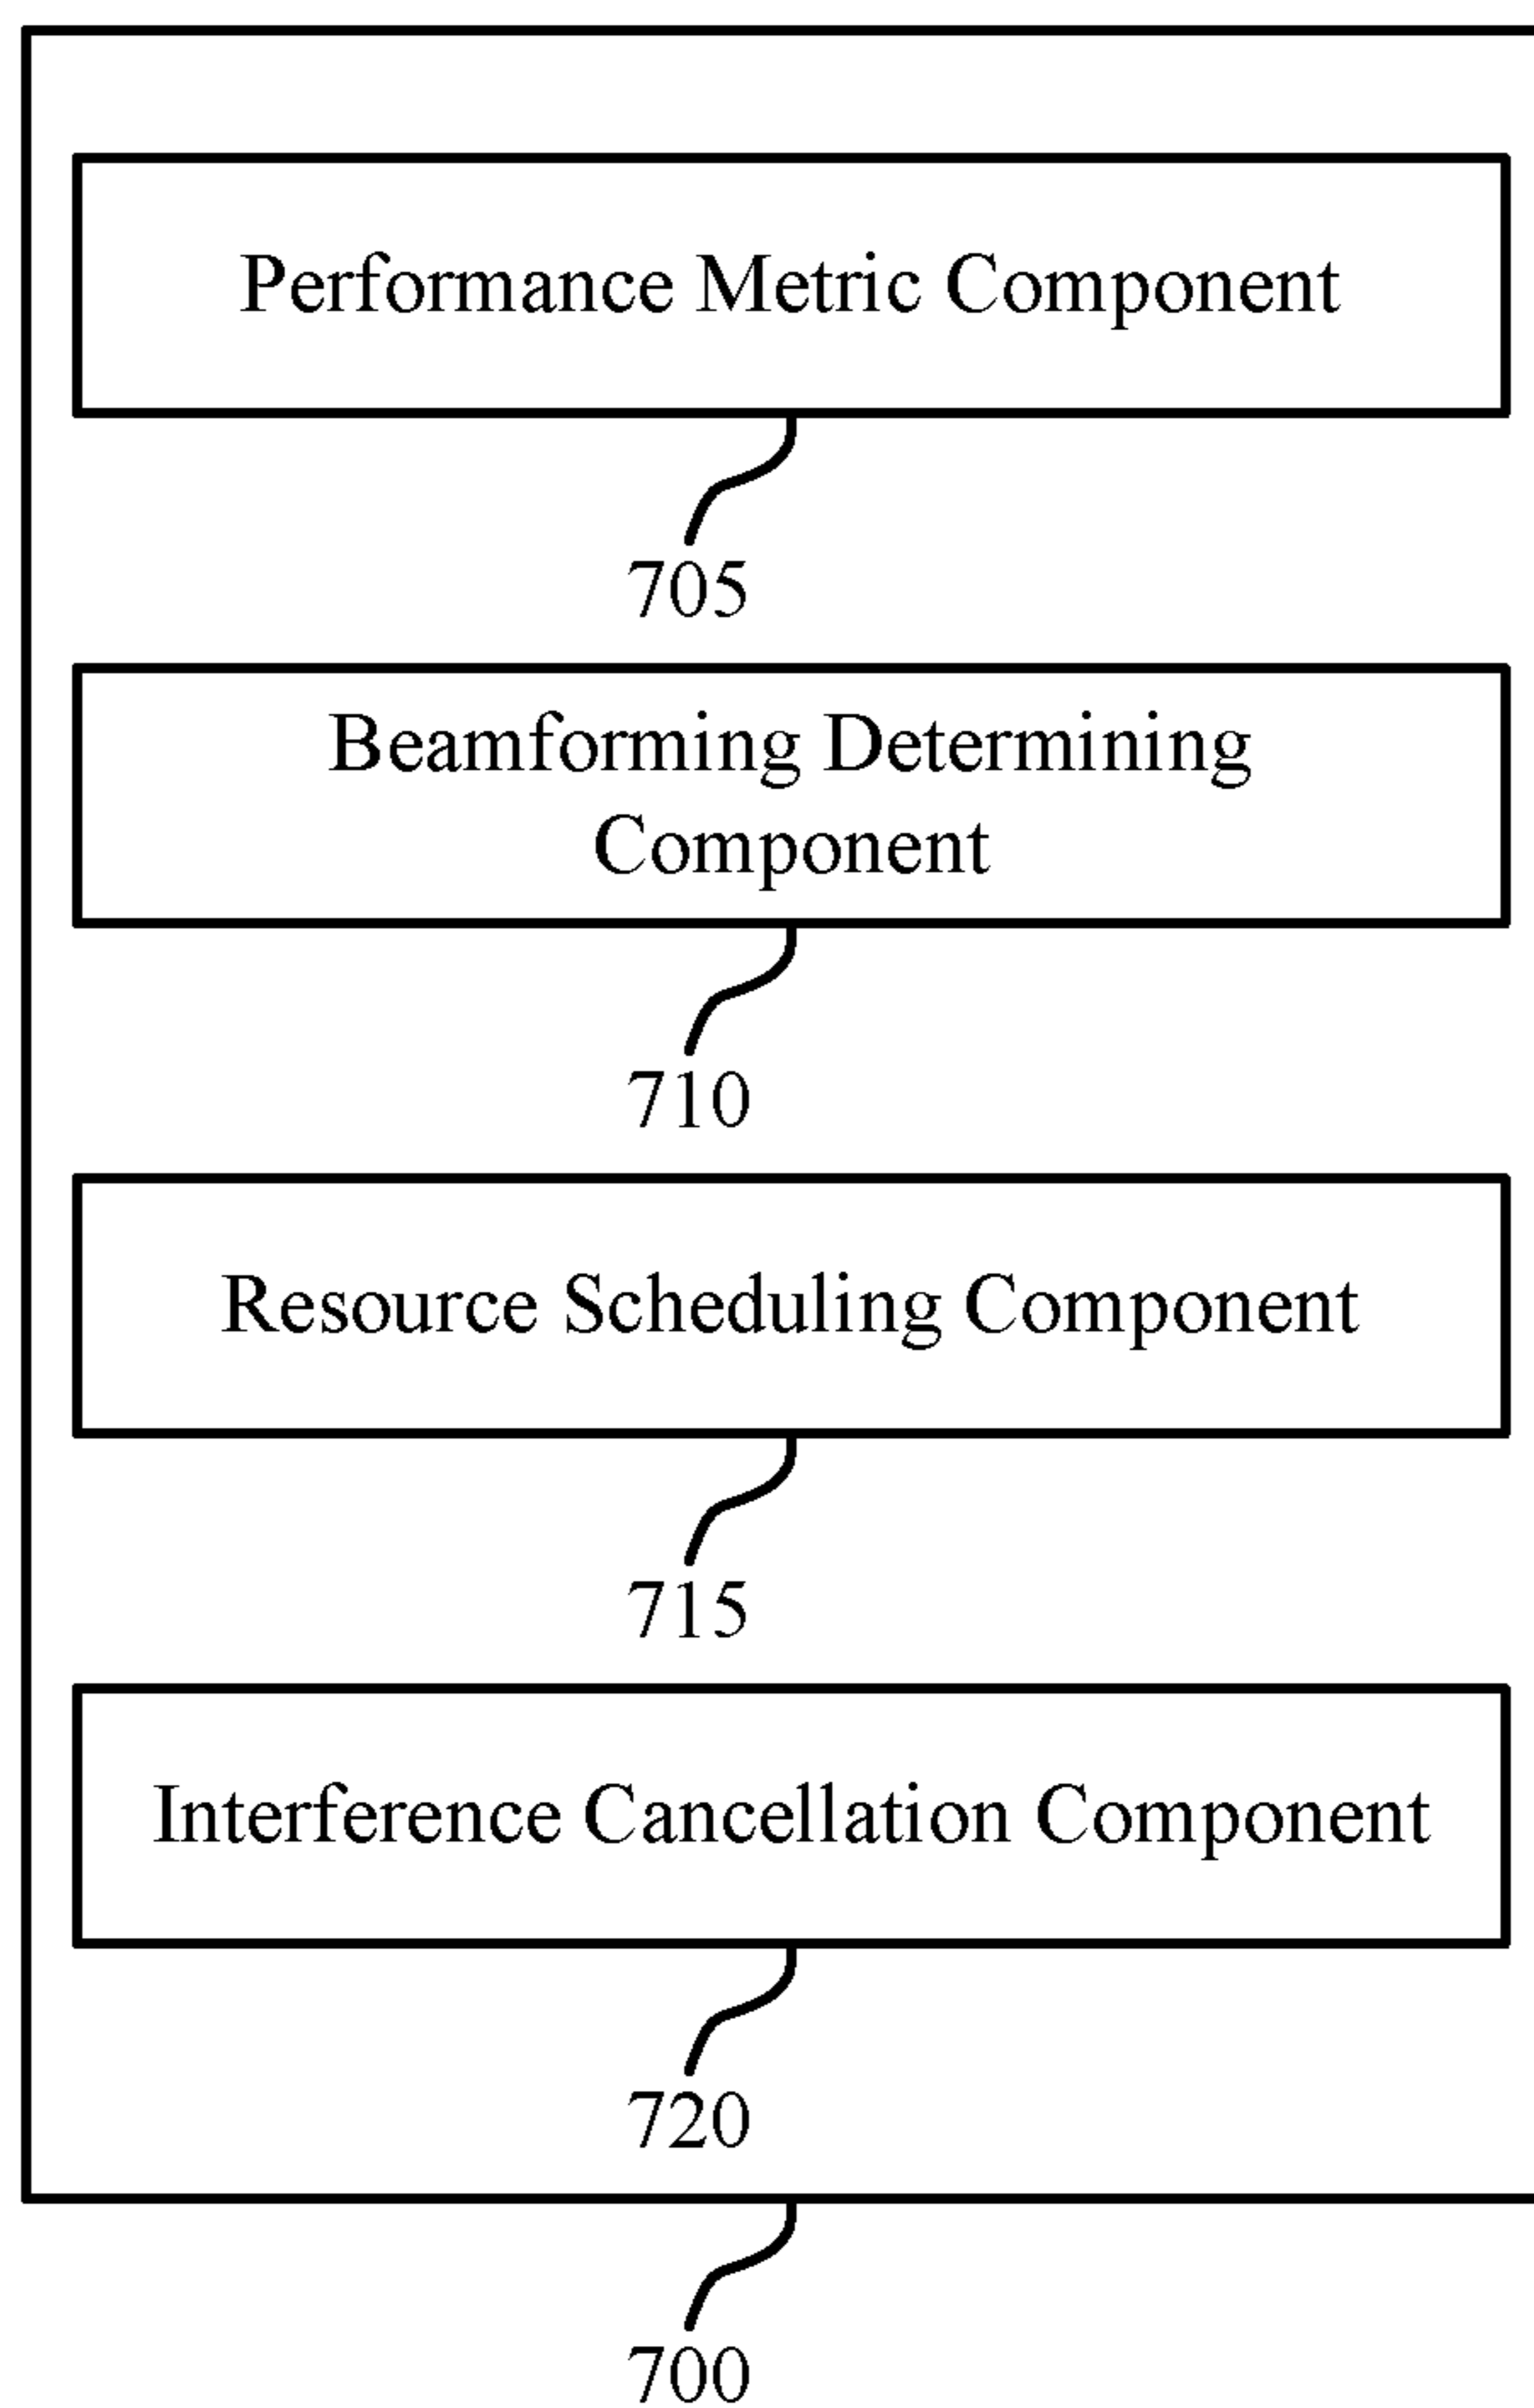 Performance Metric Component
705
Beamforming Determining
Component
710
Resource Scheduling Component
715
Interference Cancellation Component
720
700